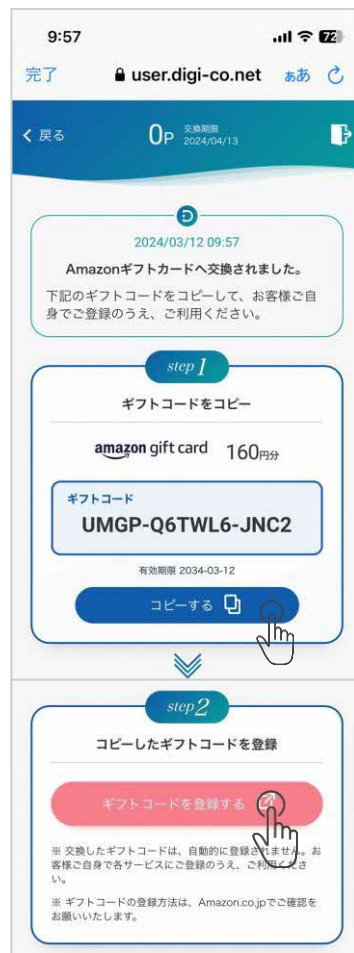 9:57
72
完了 user.digi-co.net ああ
戻る 0P 交換期限
2024/04/13
2024/03/12 09:57
Amazonギフトカードへ交換されました。
下記のギフトコードをコピーして、お客様ご自
身でご登録のうえ、ご利用ください。
step 1
ギフトコードをコピー
amazon gift card 160円分
ギフトコード
UMGP-Q6TWL6-JNC2
有効期限 2034-03-12
コピーする
step 2
コピーしたギフトコードを登録
ギフトコードを登録する
※ 交換したギフトコードは、自動的に登録されません。お
客様ご自身で各サービスにご登録のうえ、ご利用くださ
い。
※ ギフトコードの登録方法は、Amazon.co.jpでご確認を
お願いいたします。